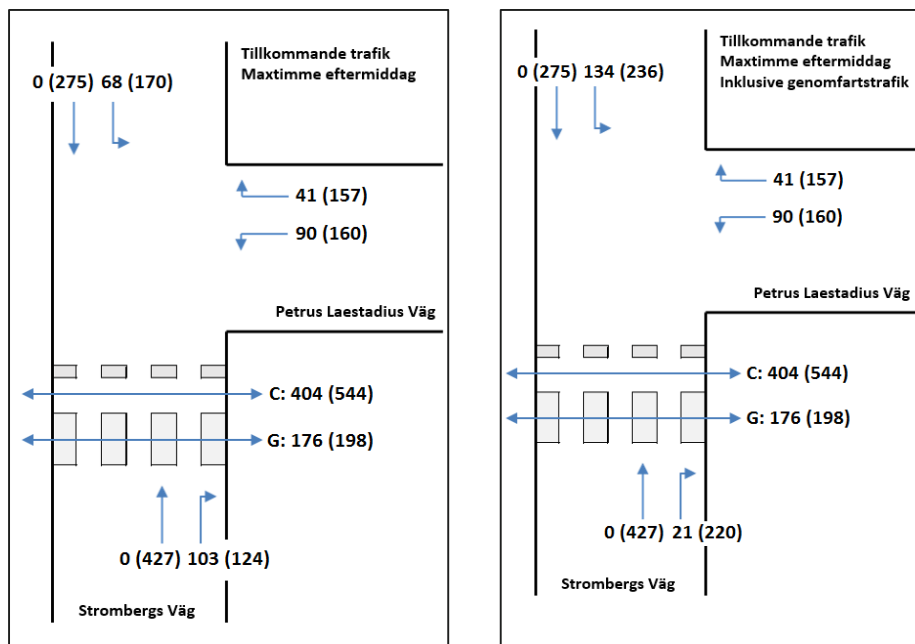 Tillkommande trafik
Maxtimme eftermiddag
0 (275) 68 (170)
41 (157)
90 (160)
Petrus Laestadius Väg
C: 404 (544)
G: 176 (198)
0 (427) 103 (124)
Strombergs Väg
Tillkommande trafik
Maxtimme eftermiddag
Inklusive genomfartstrafik
0 (275) 134 (236)
41 (157)
90 (160)
Petrus Laestadius Väg
C: 404 (544)
G: 176 (198)
0 (427) 21 (220)
Strombergs Väg